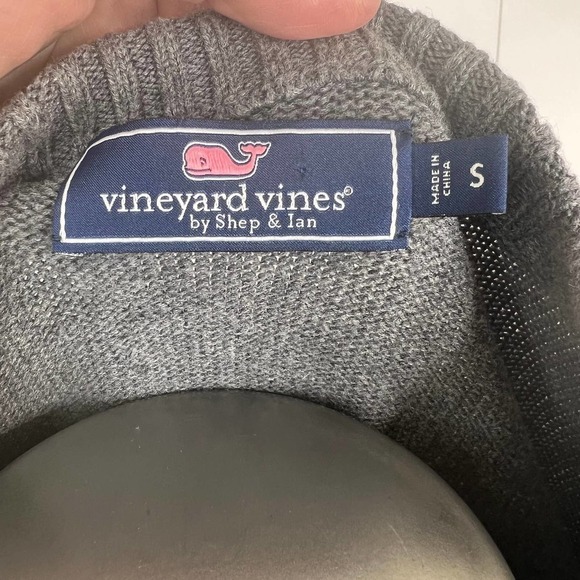 vineyard vines®
by Shep & Ian
MADE IN
CHINA
S